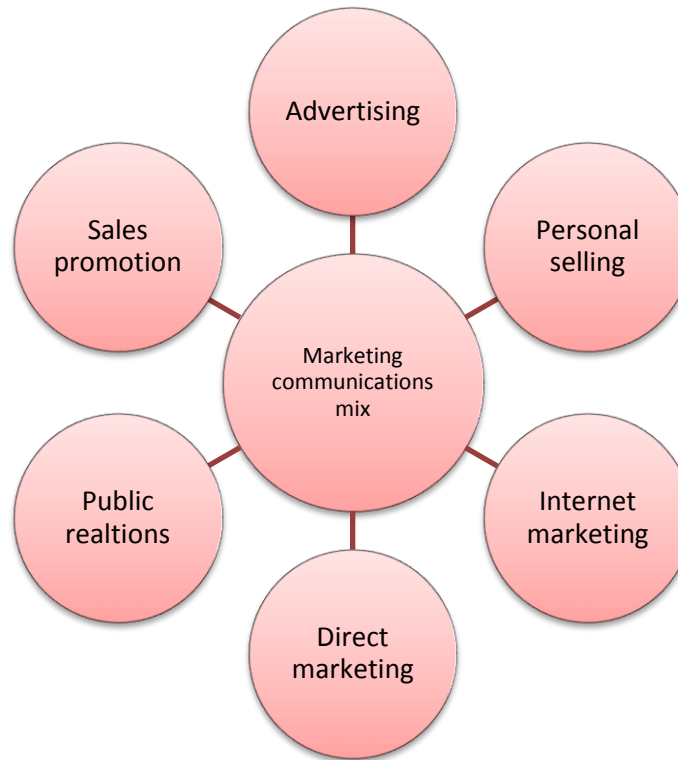 Advertising
Sales
promotion
Personal
selling
Marketing
communications
mix
Public
realtions
Internet
marketing
Direct
marketing